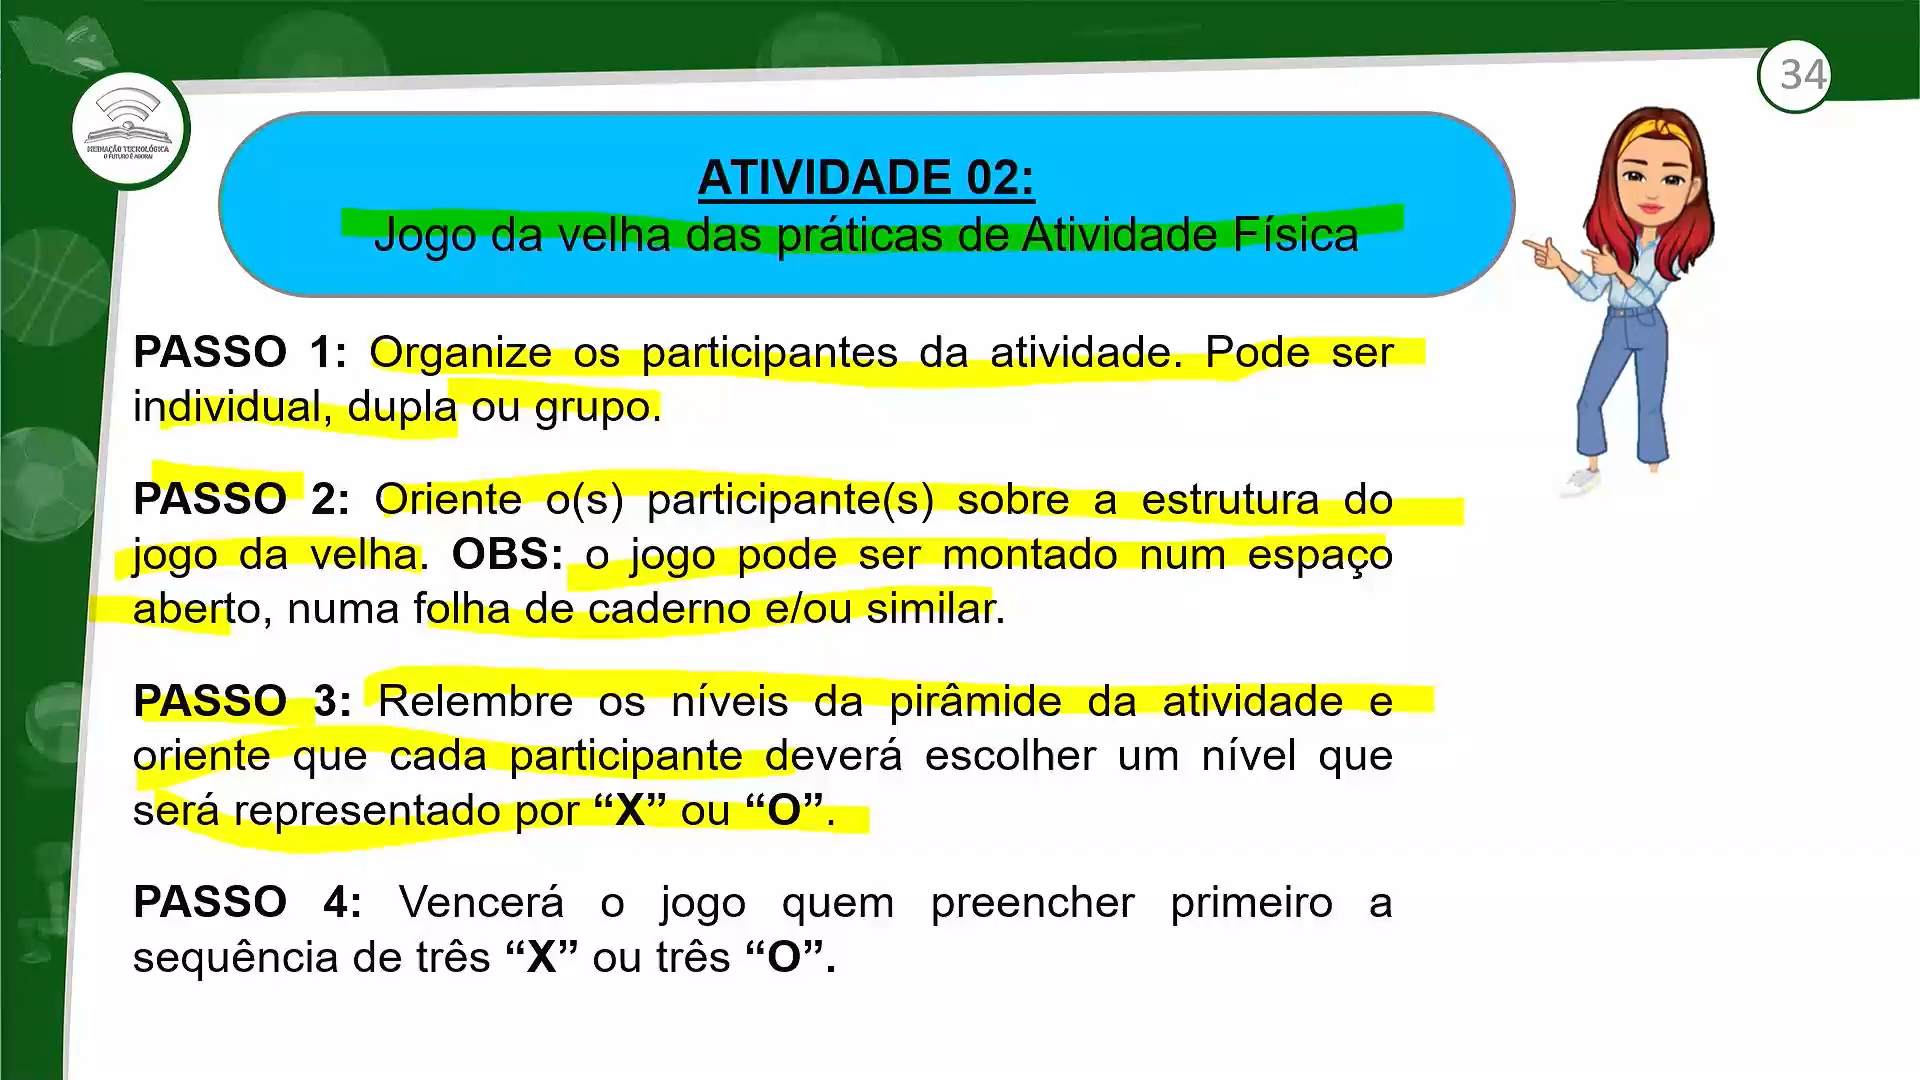 34
MEDIAÇÃO TECNOLÓGICA
O FUTURO É AGORA!
ATIVIDADE 02:
Jogo da velha das práticas de Atividade Física
PASSO 1: Organize os participantes da atividade. Pode ser
individual, dupla ou grupo.
PASSO 2: Oriente o(s) participante(s) sobre a estrutura do
jogo da velha. OBS: o jogo pode ser montado num espaço
aberto, numa folha de caderno e/ou similar.
PASSO 3: Relembre os níveis da pirâmide da atividade e
oriente que cada participante deverá escolher um nível que
será representado por “X” ou “O”.
PASSO 4: Vencerá o jogo quem preencher primeiro a
sequência de três “X” ou três “O”.